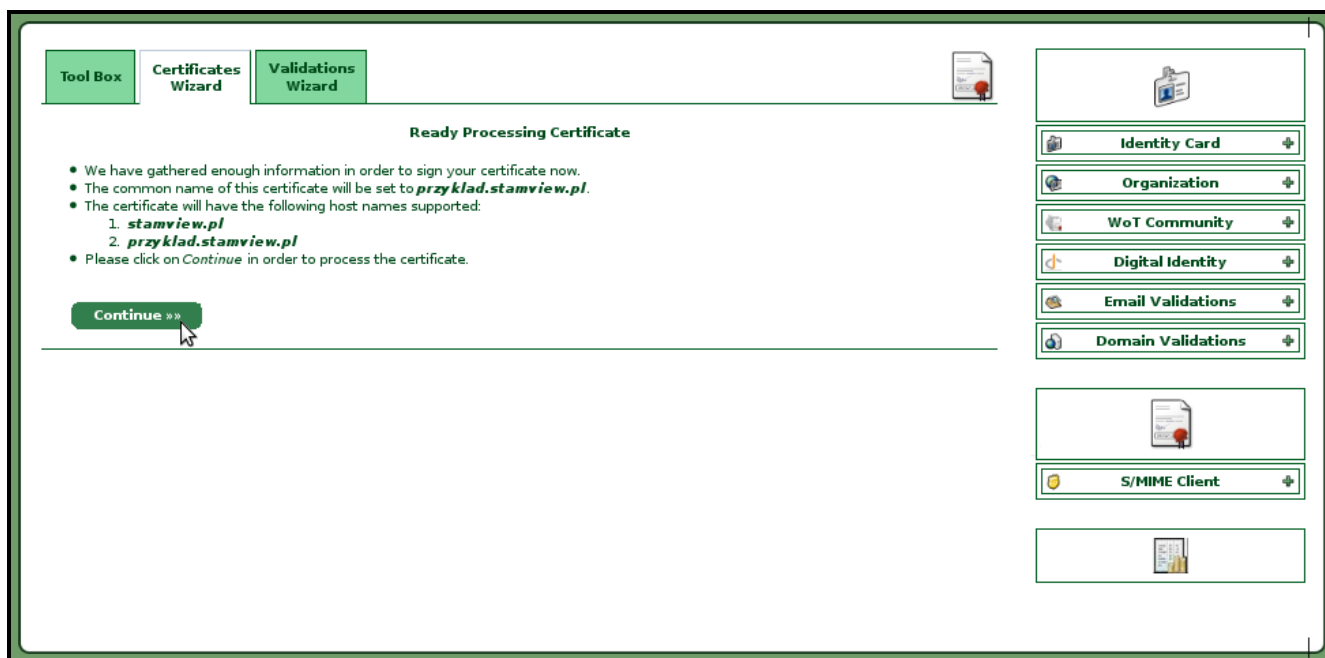 Tool Box
Certificates
Wizard
Validations
Wizard
Ready Processing Certificate
We have gathered enough information in order to sign your certificate now.
The common name of this certificate will be set to przyklad.stamview.pl.
The certificate will have the following host names supported:
1. stamview.pl
2. przyklad.stamview.pl
Please click on Continue in order to process the certificate.
Continue »»
Identity Card
Organization
WoT Community
Digital Identity
Email Validations
Domain Validations
S/MIME Client